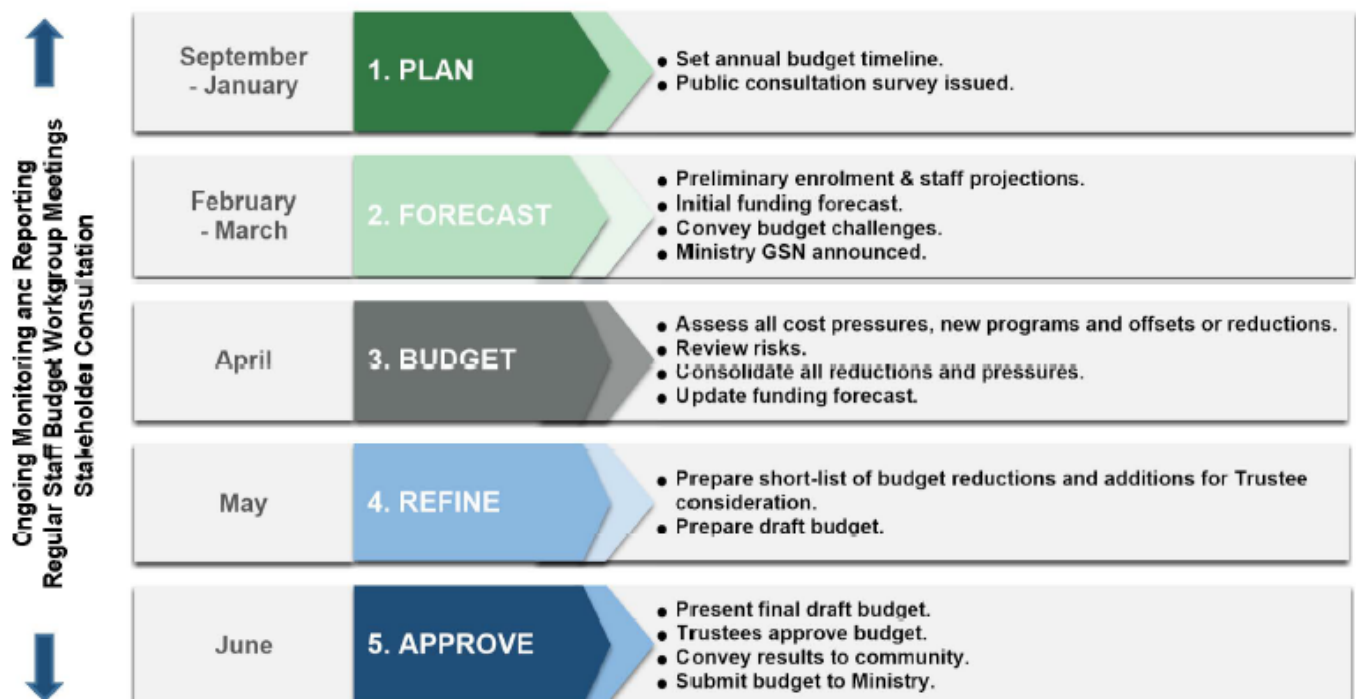 Ongoing Monitoring and Reporting
Regular Staff Budget Workgroup Meetings
Stakeholder Consultation
September
- January
1. PLAN
● Set annual budget timeline.
● Public consultation survey issued.
February
- March
2. FORECAST
● Preliminary enrolment & staff projections.
● Initial funding forecast.
● Convey budget challenges.
● Ministry GSN announced.
April
3. BUDGET
● Assess all cost pressures, new programs and offsets or reductions.
● Review risks.
● Consolidate all reductions and pressures.
● Update funding forecast.
May
4. REFINE
● Prepare short-list of budget reductions and additions for Trustee
consideration.
● Prepare draft budget.
June
5. APPROVE
● Present final draft budget.
● Trustees approve budget.
● Convey results to community.
● Submit budget to Ministry.